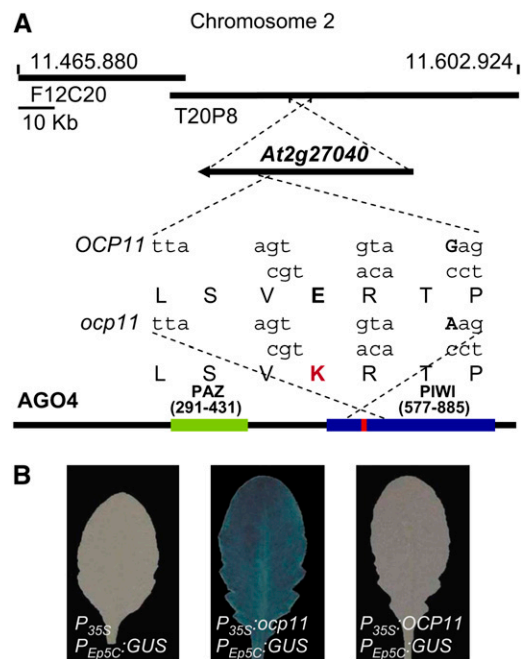 A
Chromosome 2
11.465.880 11.602.924
F12C20
10 Kb
T20P8
At2g27040
OCP11 tta agt gta Gag
cgt aca cct
L S V E R T P
ocp11 tta agt gta Aag
cgt aca cct
L S V K R T P
AGO4 PAZ PIWI
(291-431) (577-885)
B
P35S P35S:ocp11 P35S:OCP11
PEp5C:GUS PEp5C:GUS PEp5C:GUS